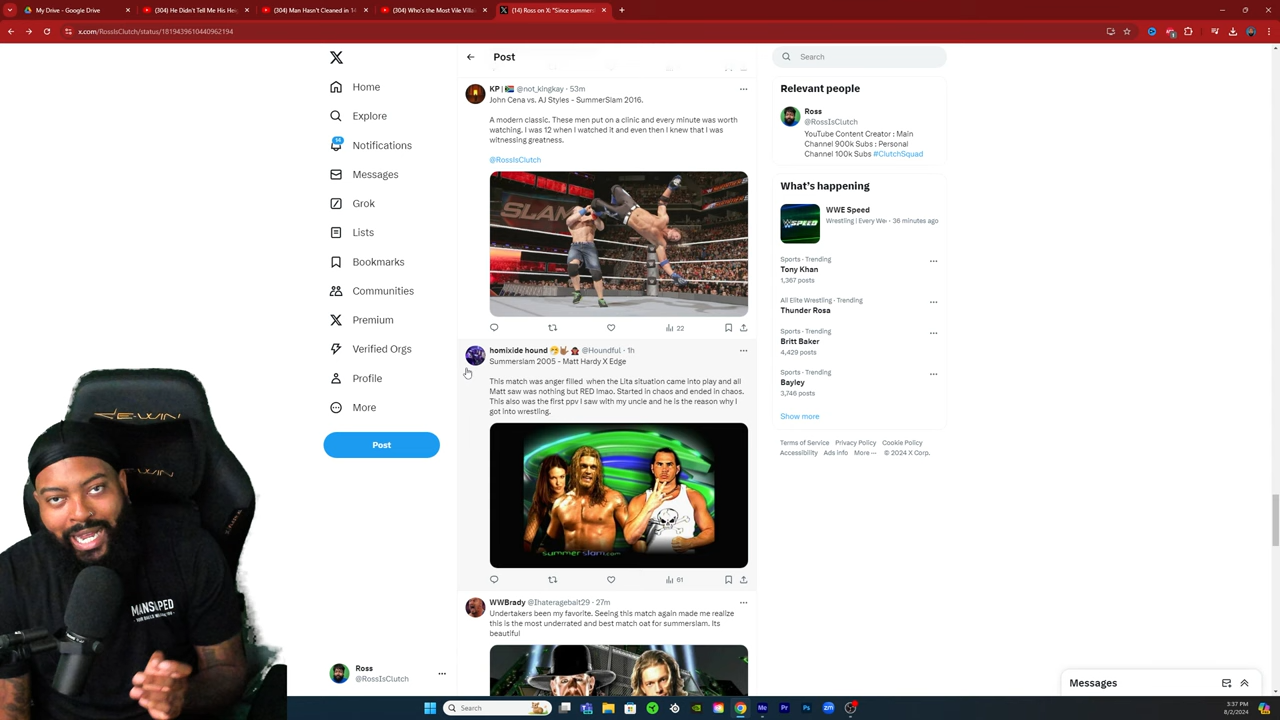 My Drive - Google Drive
(304) He Didn't Tell Me His He
(304) Man Hasn't Cleaned in 14
(304) Who's the Most Vile Villa
(14) Ross on X: "Since summer
x.com/RossIsClutch/status/1819439610440962194
Home
Explore
Notifications
Messages
Grok
Lists
Bookmarks
Communities
Premium
Verified Orgs
Profile
More
Post
Ross
@RossIsClutch
Post
KP | @not_kingkay · 53m
John Cena vs. AJ Styles - SummerSlam 2016.
A modern classic. These men put on a clinic and every minute was worth
watching. I was 12 when I watched it and even then I knew that I was
witnessing greatness.
@RossIsClutch
SLAM
22
homixide hound @Houndful · 1h
Summerslam 2005 - Matt Hardy X Edge
This match was anger filled when the Lita situation came into play and all
Matt saw was nothing but RED lmao. Started in chaos and ended in chaos.
This also was the first ppv I saw with my uncle and he is the reason why I
got into wrestling.
summerslam.com
61
WWBrady @Ihateragebait29 · 27m
Undertakers been my favorite. Seeing this match again made me realize
this is the most underrated and best match oat for summerslam. Its
beautiful
Search
Relevant people
Ross
@RossIsClutch
YouTube Content Creator : Main
Channel 900k Subs : Personal
Channel 100k Subs #ClutchSquad
What's happening
WWE Speed
Wrestling | Every We · 36 minutes ago
SPEED
Sports · Trending
Tony Khan
1,367 posts
All Elite Wrestling · Trending
Thunder Rosa
Sports · Trending
Britt Baker
4,429 posts
Sports · Trending
Bayley
3,746 posts
Show more
Terms of Service Privacy Policy Cookie Policy
Accessibility Ads info More ··· © 2024 X Corp.
Messages
MANSCAPED
Search
3:37 PM
8/2/2024